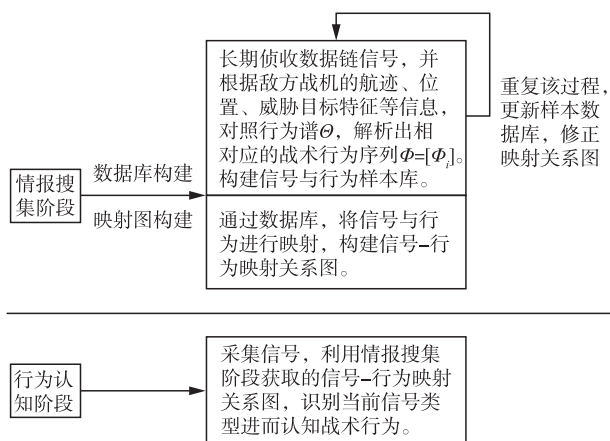 长期侦收数据链信号，并
根据敌方战机的航迹、位
置、威胁目标特征等信息，
对照行为谱Θ，解析出相
对应的战术行为序列Φ=[Φi]。
构建信号与行为样本库。
重复该过程，
更新样本数
据库，修正
映射关系图
情报搜
集阶段
数据库构建
映射图构建
通过数据库，将信号与行
为进行映射，构建信号-行
为映射关系图。
行为认
知阶段
采集信号，利用情报搜集
阶段获取的信号-行为映射
关系图，识别当前信号类
型进而认知战术行为。